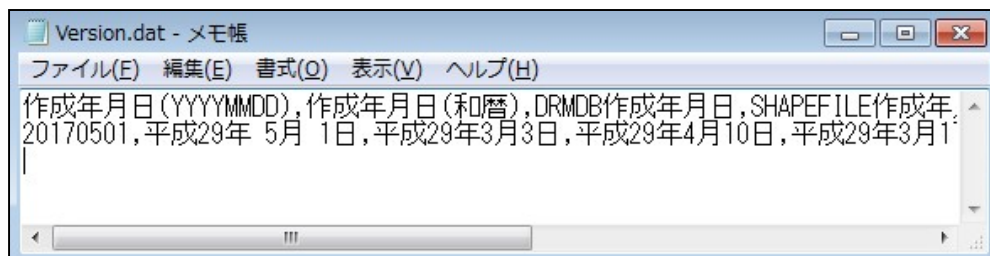 Version.dat - メモ帳
ファイル(F) 編集(E) 書式(O) 表示(V) ヘルプ(H)
作成年月日(YYYYMMDD),作成年月日(和暦),DRMDB作成年月日,SHAPEFILE作成年
20170501,平成29年 5月 1日,平成29年3月3日,平成29年4月10日,平成29年3月1